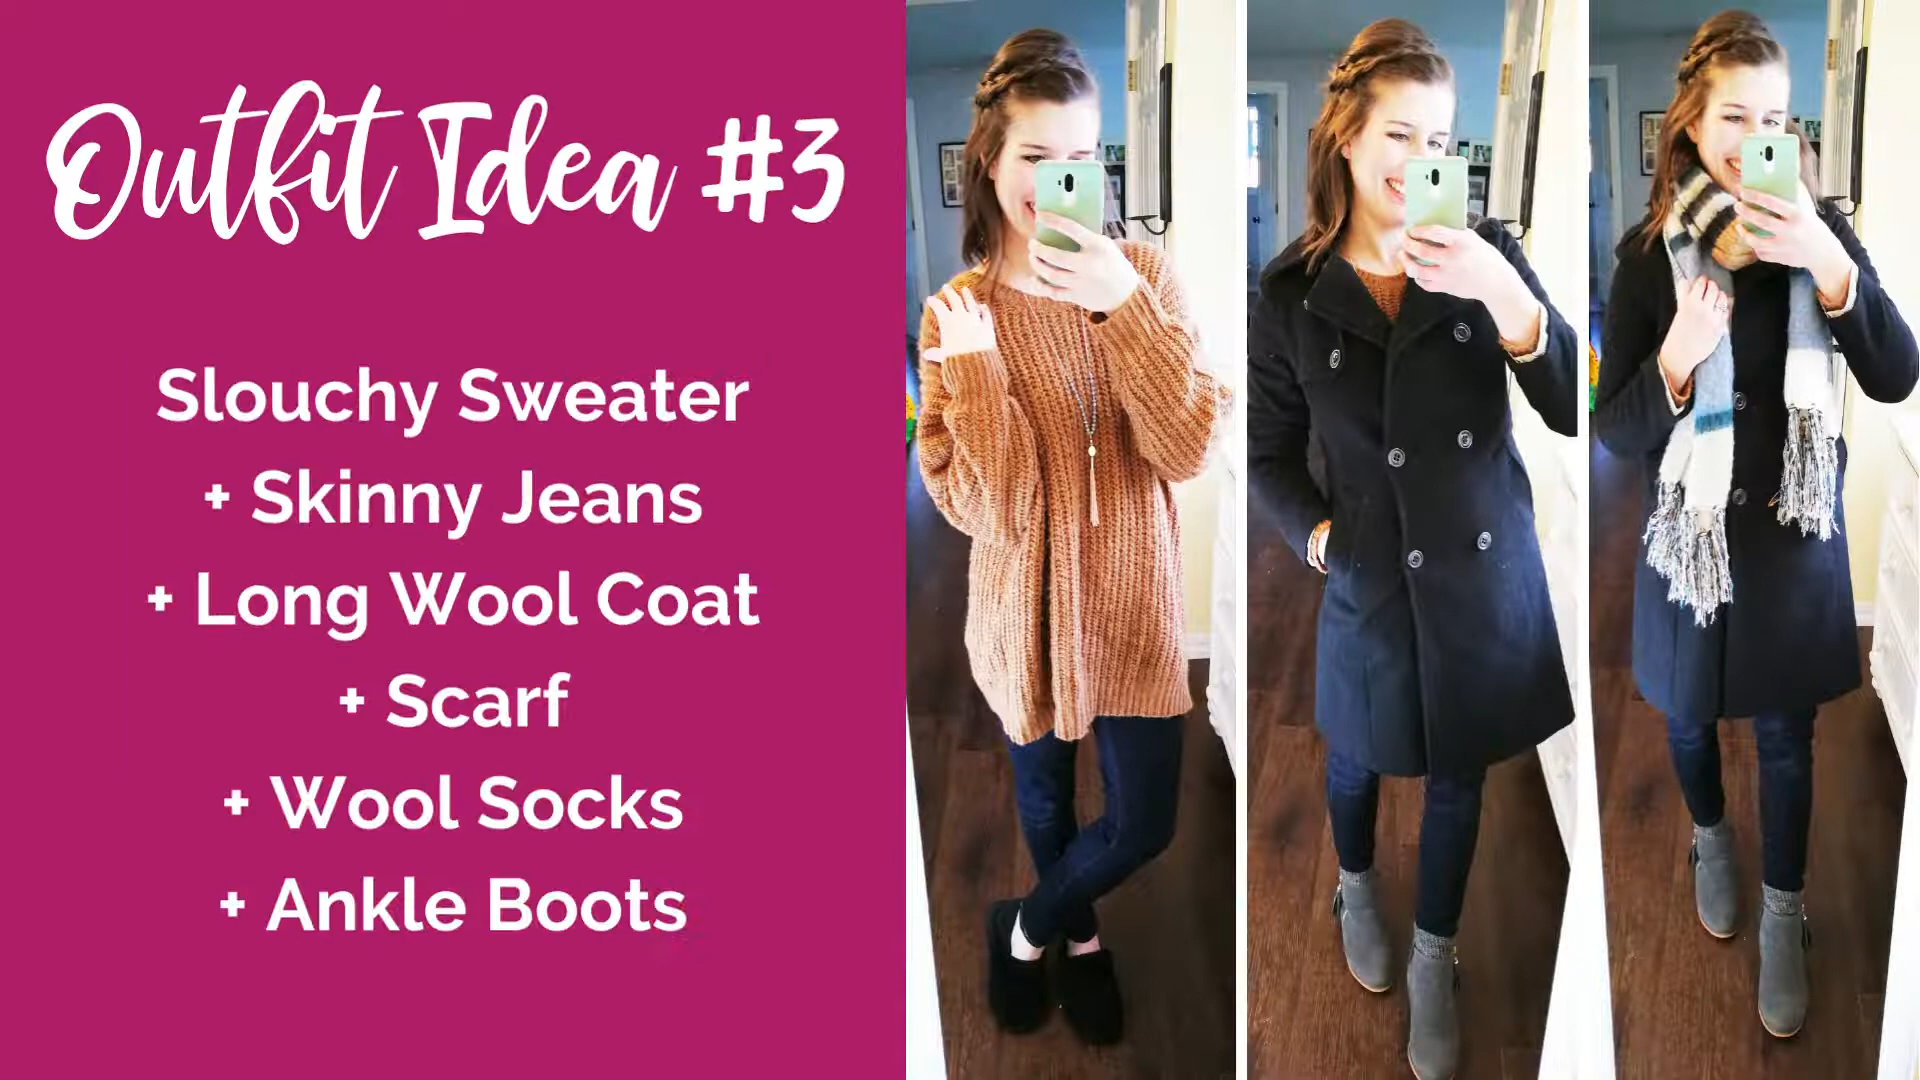 Outfit Idea #3
Slouchy Sweater
+ Skinny Jeans
+ Long Wool Coat
+ Scarf
+ Wool Socks
+ Ankle Boots